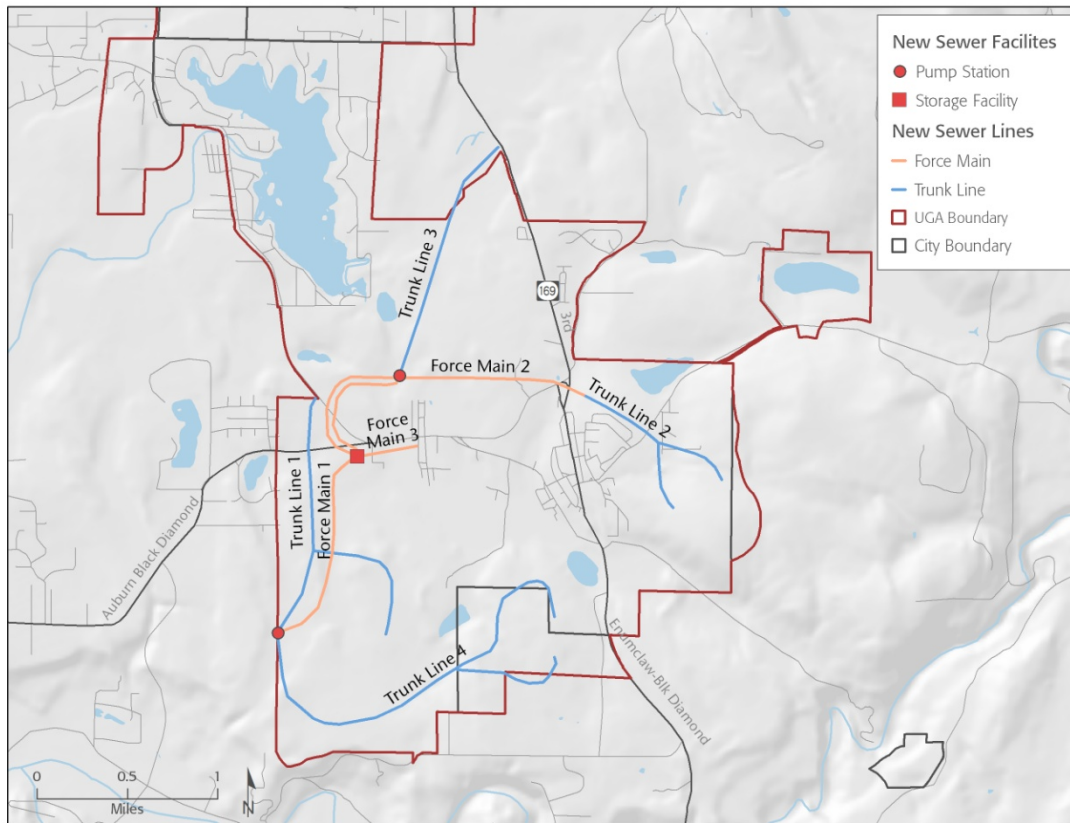 New Sewer Facilites
Pump Station
Storage Facility
New Sewer Lines
Force Main
Trunk Line
UGA Boundary
City Boundary
Trunk Line 3
169
3rd
Force Main 2
Trunk Line 2
Force
Main 3
Trunk Line 1
Force Main 1
Auburn Black Diamond
Trunk Line 4
Enumclaw-Blk Diamond
0 0.5 1
Miles
N